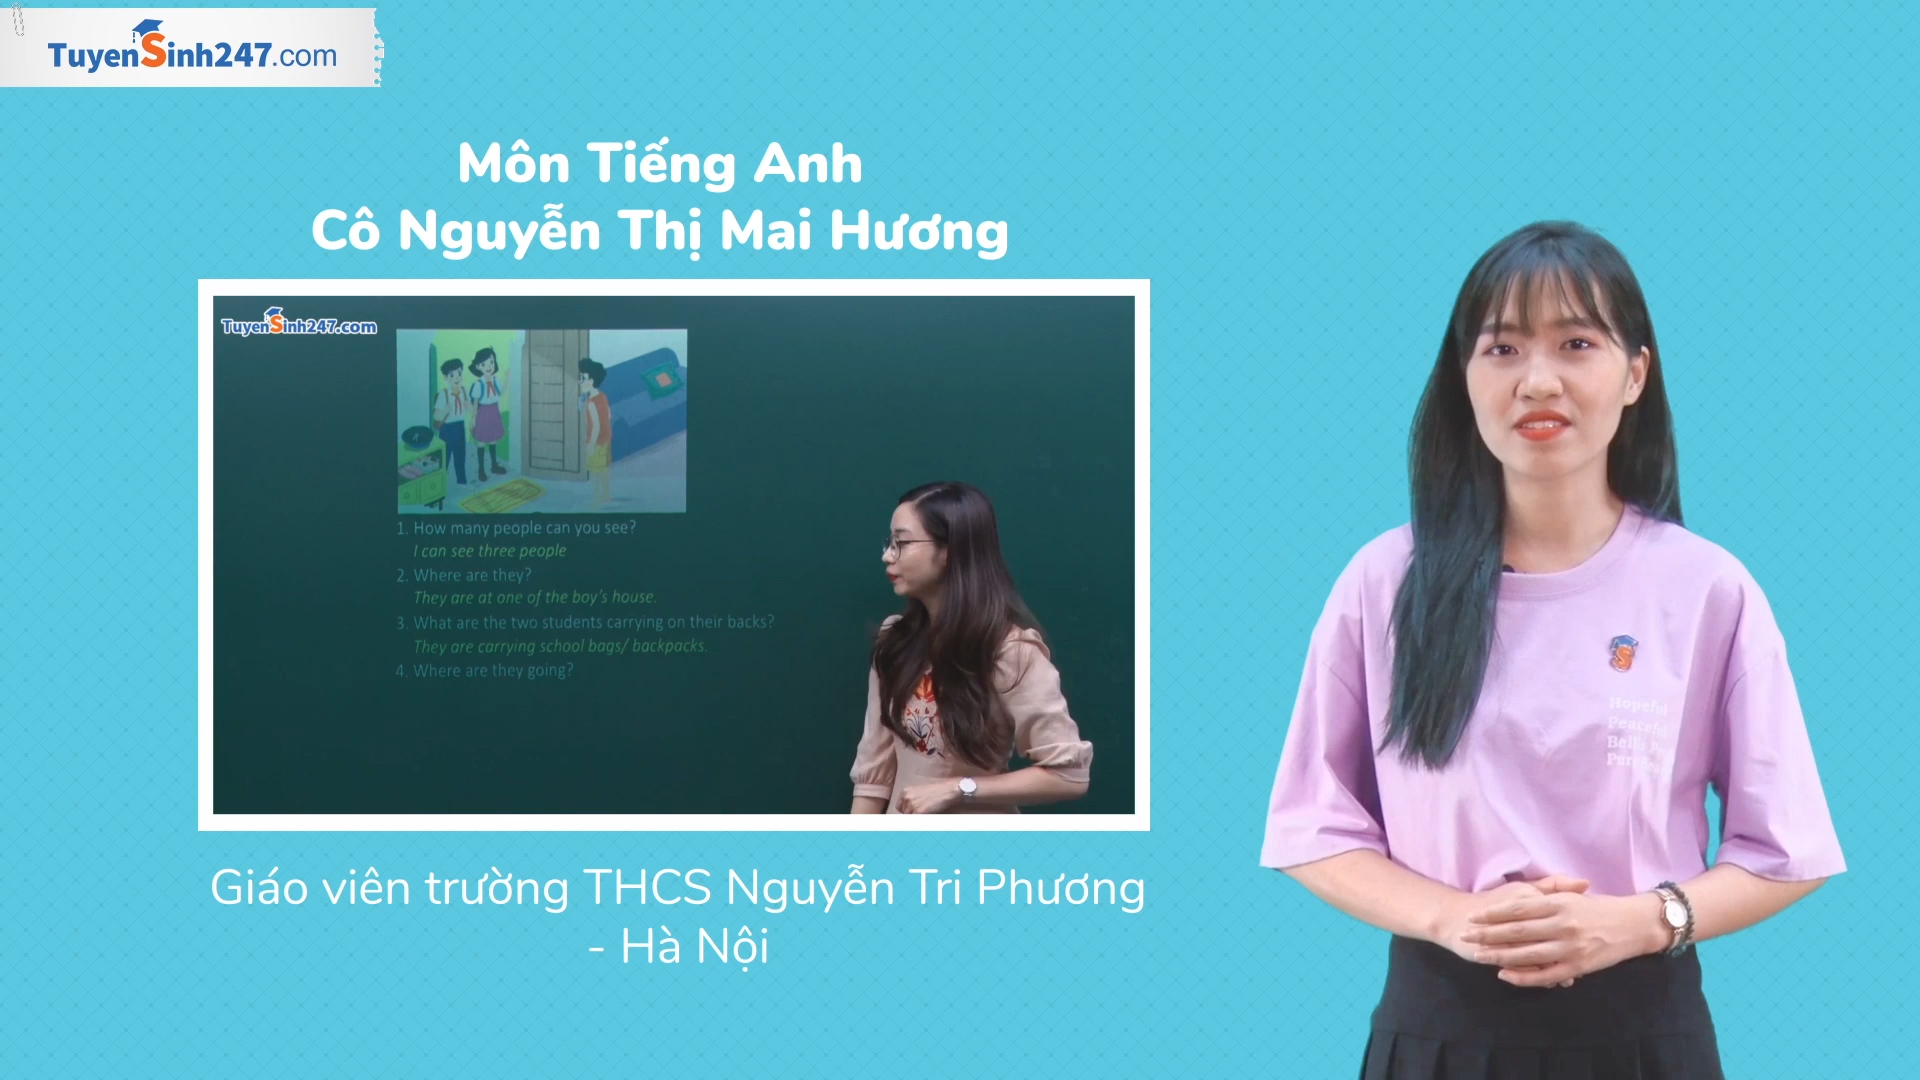 TuyenSinh247.com
Môn Tiếng Anh
Cô Nguyễn Thị Mai Hương
TuyenSinh247.com
1. How many people can you see?
I can see three people
2. Where are they?
They are at one of the boy's house.
3. What are the two students carrying on their backs?
They are carrying school bags/ backpacks.
4. Where are they going?
Hopeful
Peaceful
Giáo viên trường THCS Nguyễn Tri Phương
- Hà Nội